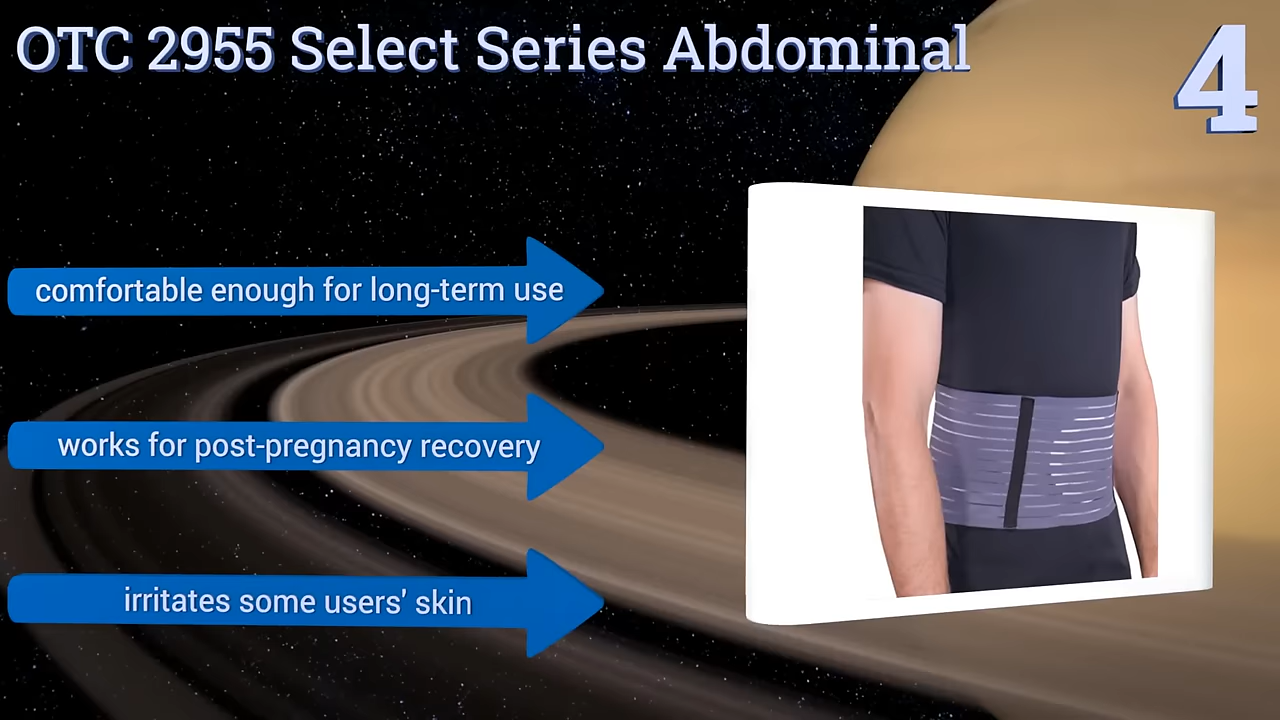 OTC 2955 Select Series Abdominal
4
comfortable enough for long-term use
works for post-pregnancy recovery
irritates some users' skin